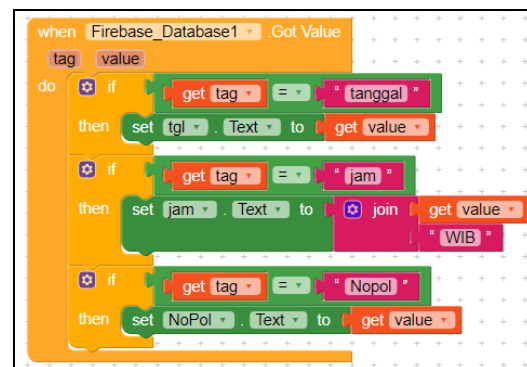 when Firebase_Database1 .Got Value
tag value
do if get tag = " tanggal "
then set tgl . Text to get value
if get tag = " jam "
then set jam . Text to join get value
" WIB "
if get tag = " Nopol "
then set NoPol . Text to get value